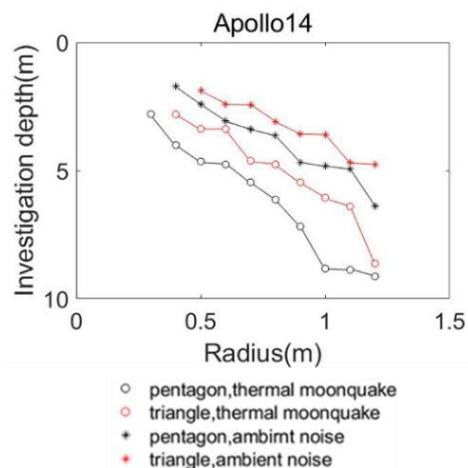 Apollo14
0
5
10
Investigation depth(m)
0 0.5 1 1.5
Radius(m)
pentagon,thermal moonquake
triangle,thermal moonquake
pentagon,ambirnt noise
triangle,ambient noise